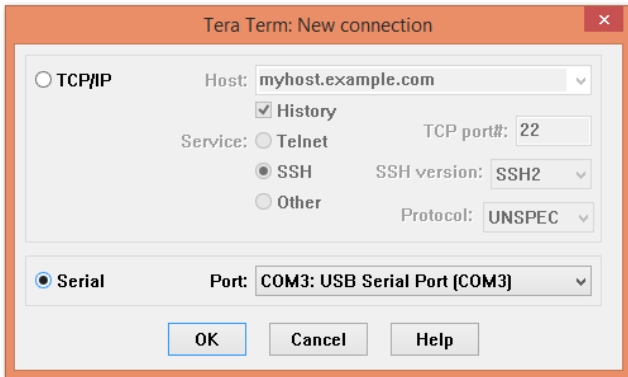 Tera Term: New connection
TCP/IP
Host: myhost.example.com
History
Service: Telnet
TCP port#: 22
SSH
SSH version: SSH2
Other
Protocol: UNSPEC
Serial
Port: COM3: USB Serial Port (COM3)
OK Cancel Help